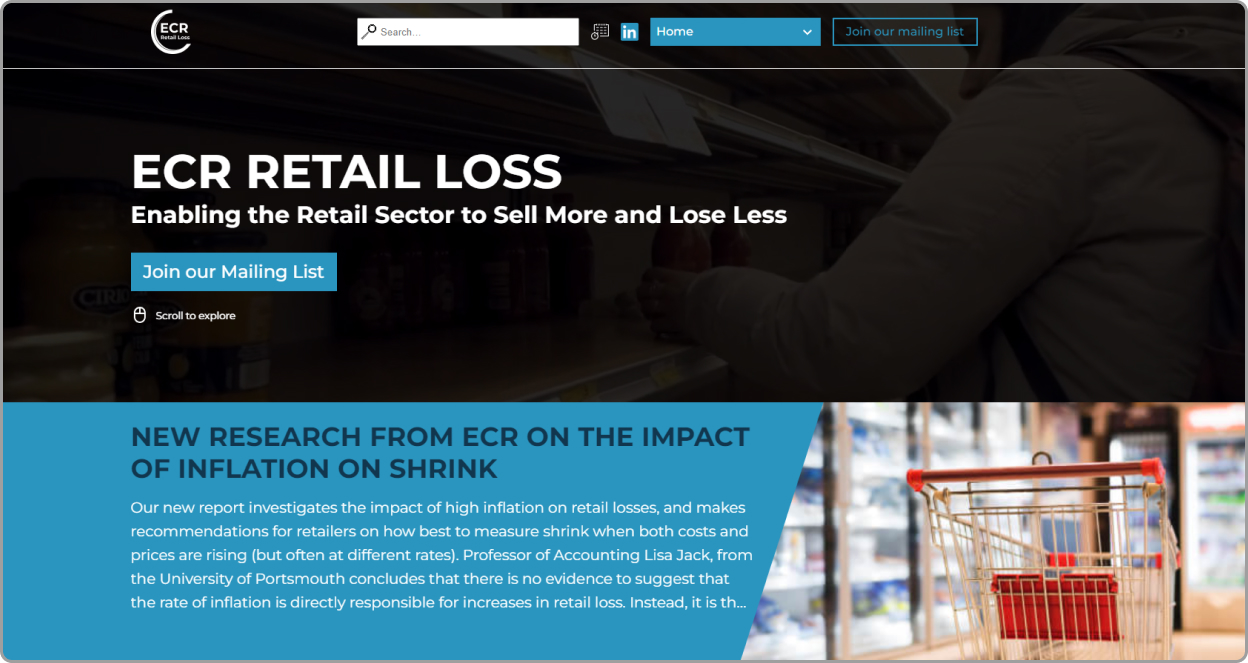 ECR
Retail Loss
Search...
Home
Join our mailing list
ECR RETAIL LOSS
Enabling the Retail Sector to Sell More and Lose Less
Join our Mailing List
Scroll to explore
NEW RESEARCH FROM ECR ON THE IMPACT
OF INFLATION ON SHRINK
Our new report investigates the impact of high inflation on retail losses, and makes
recommendations for retailers on how best to measure shrink when both costs and
prices are rising (but often at different rates). Professor of Accounting Lisa Jack, from
the University of Portsmouth concludes that there is no evidence to suggest that
the rate of inflation is directly responsible for increases in retail loss. Instead, it is th...